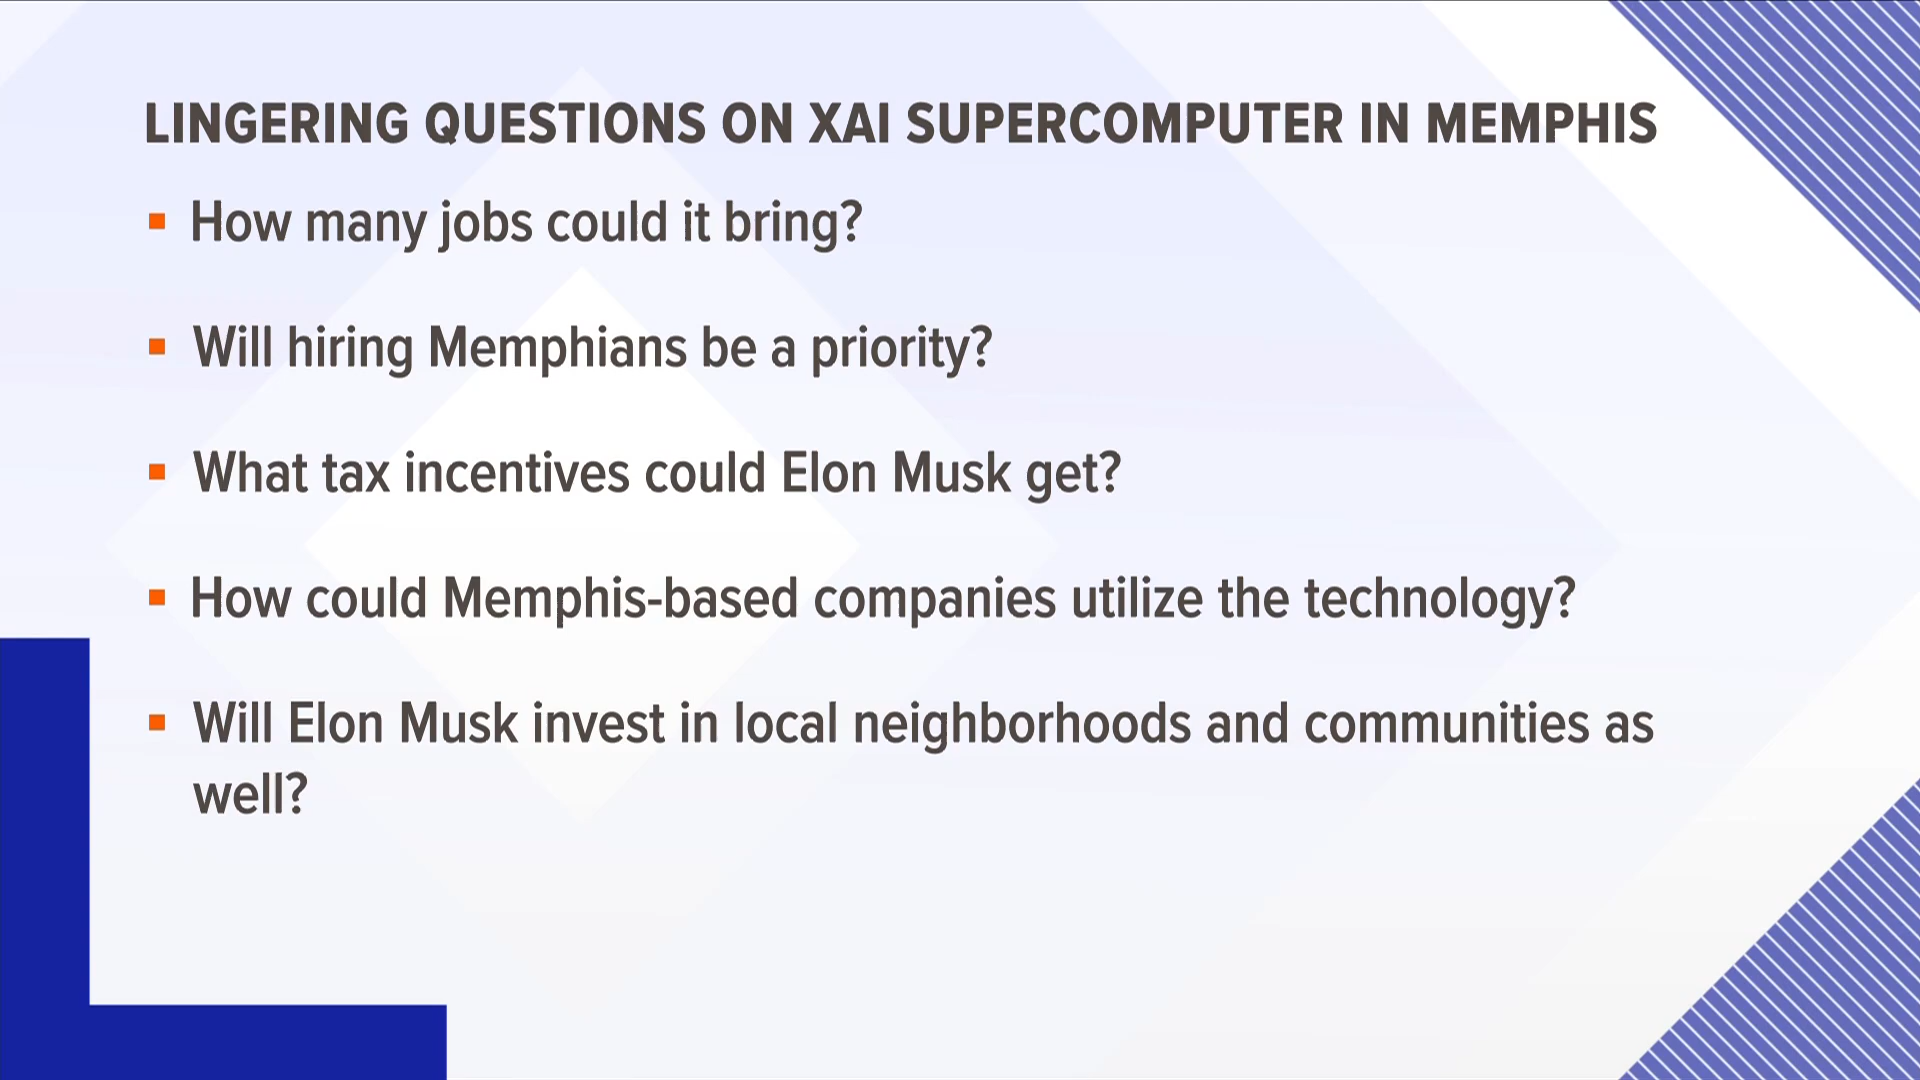 LINGERING QUESTIONS ON XAI SUPERCOMPUTER IN MEMPHIS
How many jobs could it bring?
Will hiring Memphians be a priority?
What tax incentives could Elon Musk get?
How could Memphis-based companies utilize the technology?
Will Elon Musk invest in local neighborhoods and communities as
well?